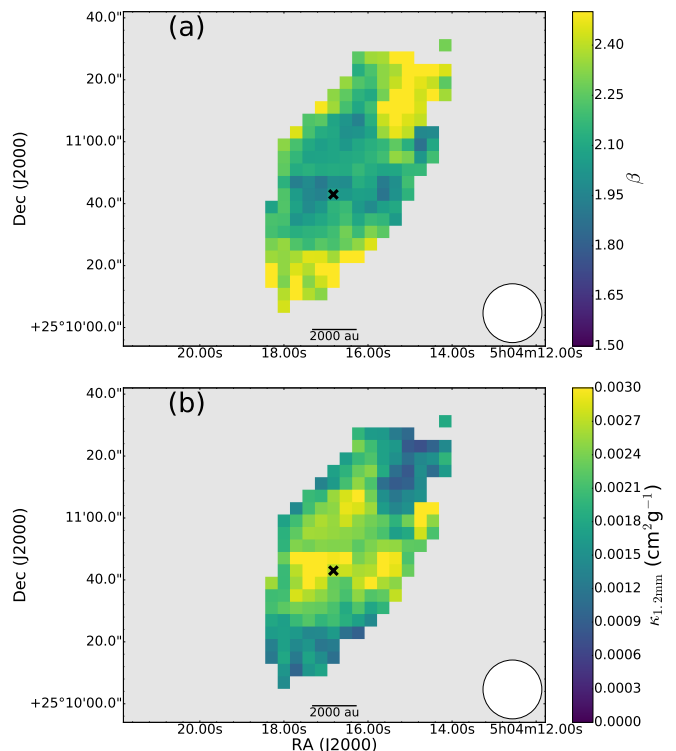 (a)
40.0"
20.0"
11'00.0"
40.0"
20.0"
+25°10'00.0"
Dec (J2000)
20.00s 18.00s 16.00s 14.00s 5h04m12.00s
2000 au
2.40
2.25
2.10
1.95
1.80
1.65
1.50
β
(b)
40.0"
20.0"
11'00.0"
40.0"
20.0"
+25°10'00.0"
Dec (J2000)
20.00s 18.00s 16.00s 14.00s 5h04m12.00s
RA (J2000)
2000 au
0.0030
0.0027
0.0024
0.0021
0.0018
0.0015
0.0012
0.0009
0.0006
0.0003
0.0000
κ1.2mm (cm²g⁻¹)